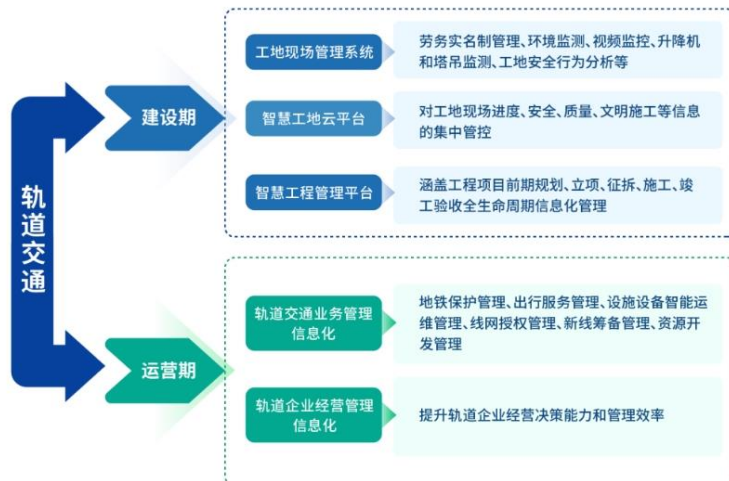 轨道交通
建设期
工地现场管理系统
劳务实名制管理、环境监测、视频监控、升降机
和塔吊监测、工地安全行为分析等
智慧工地云平台
对工地现场进度、安全、质量、文明施工等信息
的集中管控
智慧工程管理平台
涵盖工程项目前期规划、立项、征拆、施工、竣
工验收全生命周期信息化管理
运营期
轨道交通业务管理
信息化
地铁保护管理、出行服务管理、设施设备智能运
维管理、线网授权管理、新线筹备管理、资源开
发管理
轨道企业经营管理
信息化
提升轨道企业经营决策能力和管理效率